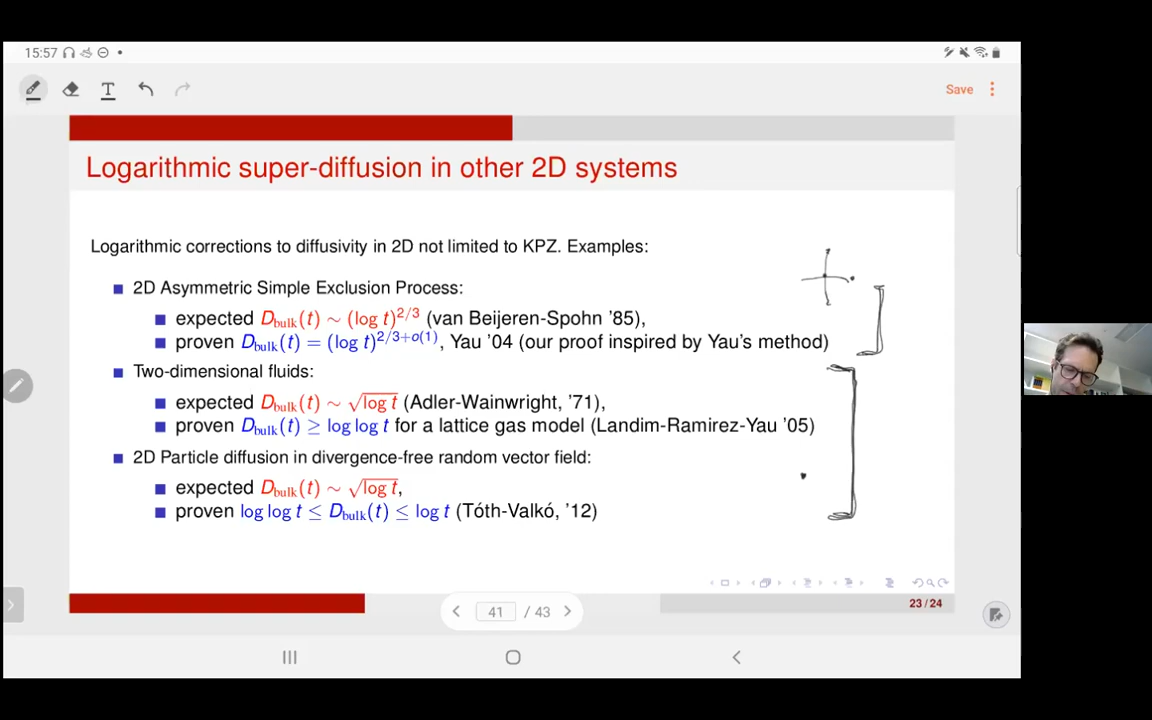 15:57
T
Save
Logarithmic super-diffusion in other 2D systems
Logarithmic corrections to diffusivity in 2D not limited to KPZ. Examples:
2D Asymmetric Simple Exclusion Process:
expected D_bulk(t) ∼ (log t)^{2/3} (van Beijeren-Spohn '85),
proven D_bulk(t) = (log t)^{2/3+o(1)}, Yau '04 (our proof inspired by Yau's method)
Two-dimensional fluids:
expected D_bulk(t) ∼ √log t (Adler-Wainwright, '71),
proven D_bulk(t) ≥ log log t for a lattice gas model (Landim-Ramirez-Yau '05)
2D Particle diffusion in divergence-free random vector field:
expected D_bulk(t) ∼ √log t,
proven log log t ≤ D_bulk(t) ≤ log t (Tóth-Valkó, '12)
23/24
41 / 43